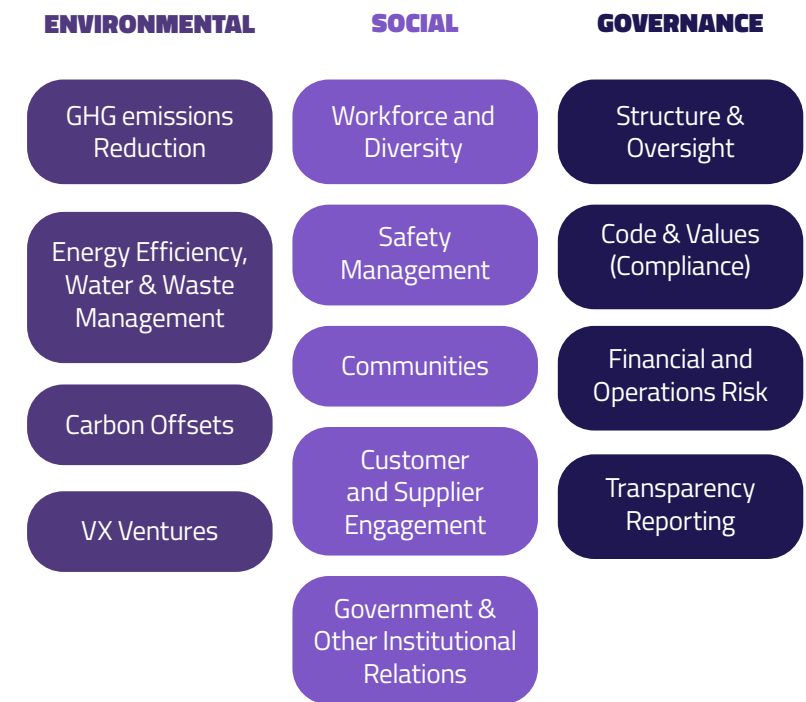 ENVIRONMENTAL
GHG emissions
Reduction
Energy Efficiency,
Water & Waste
Management
Carbon Offsets
VX Ventures
SOCIAL
Workforce and
Diversity
Safety
Management
Communities
Customer
and Supplier
Engagement
Government &
Other Institutional
Relations
GOVERNANCE
Structure &
Oversight
Code & Values
(Compliance)
Financial and
Operations Risk
Transparency
Reporting